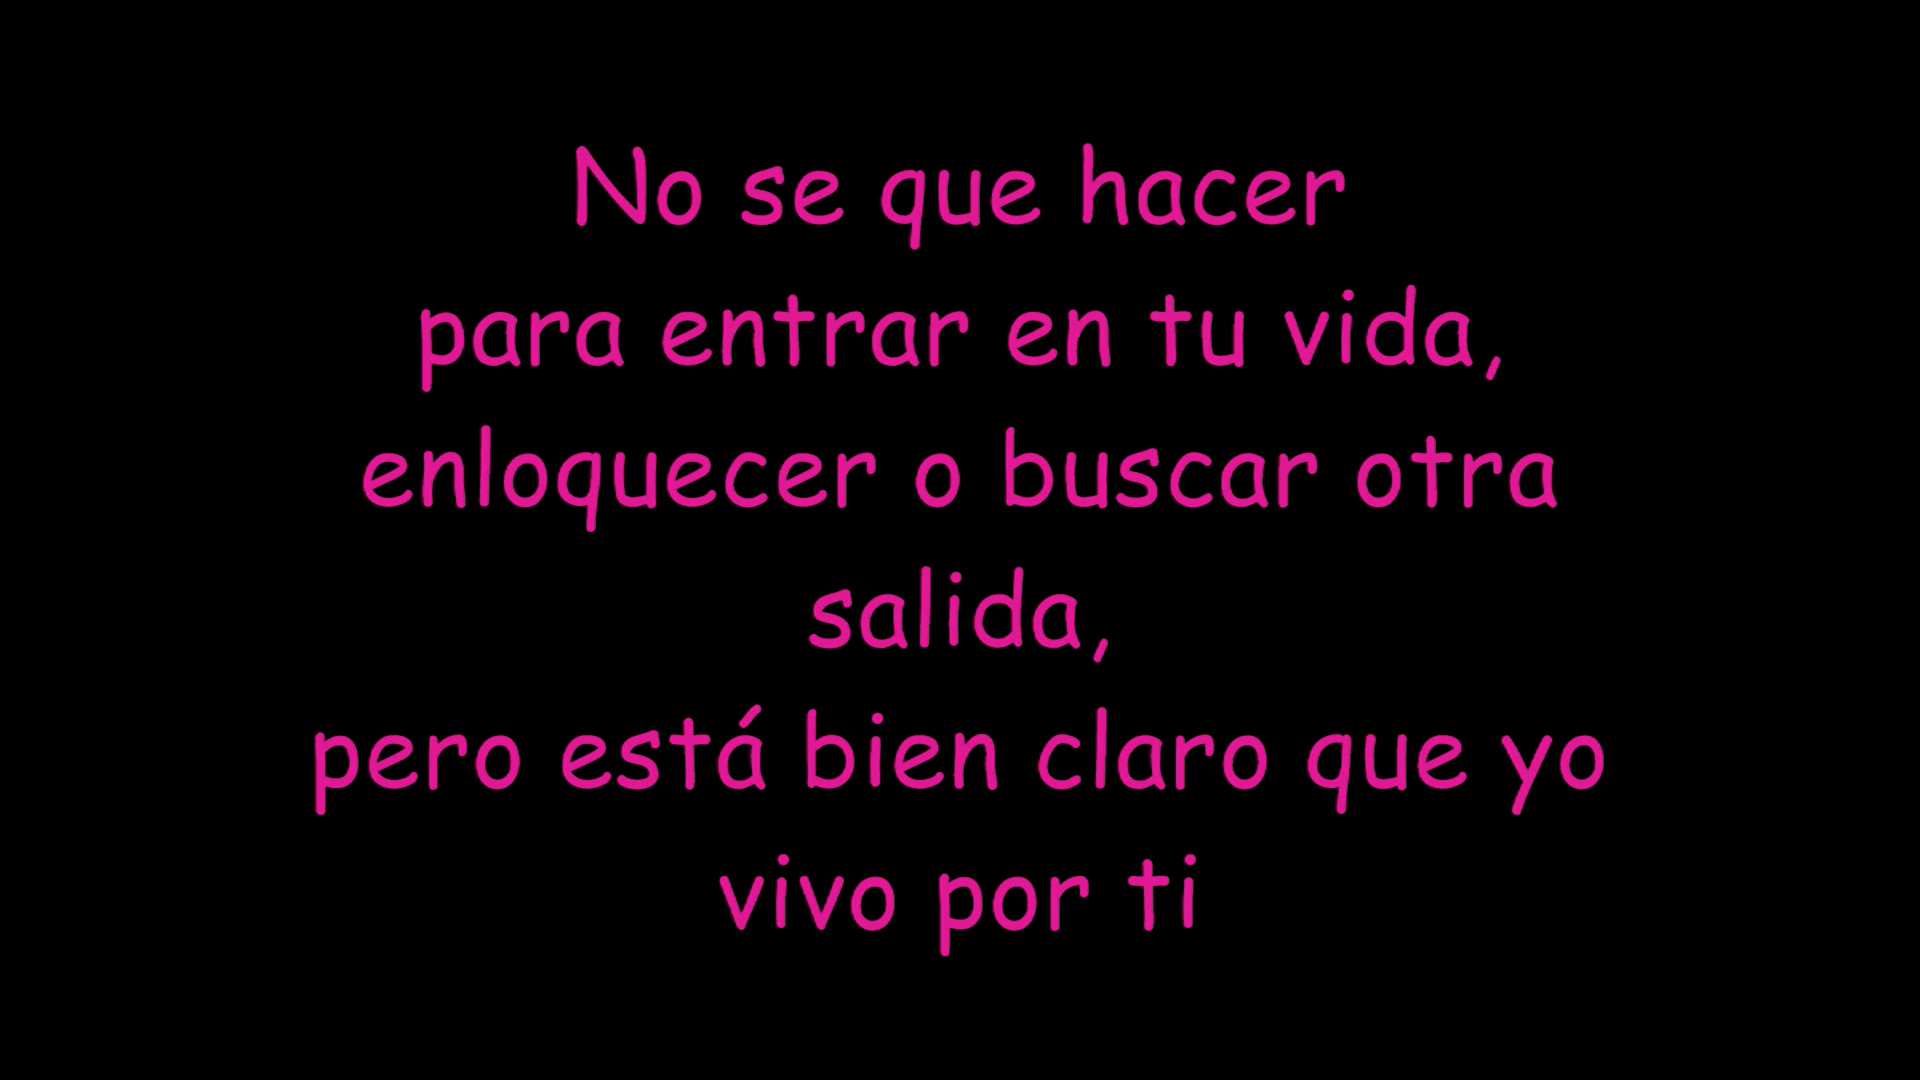 No se que hacer
para entrar en tu vida,
enloquecer o buscar otra
salida,
pero está bien claro que yo
vivo por ti